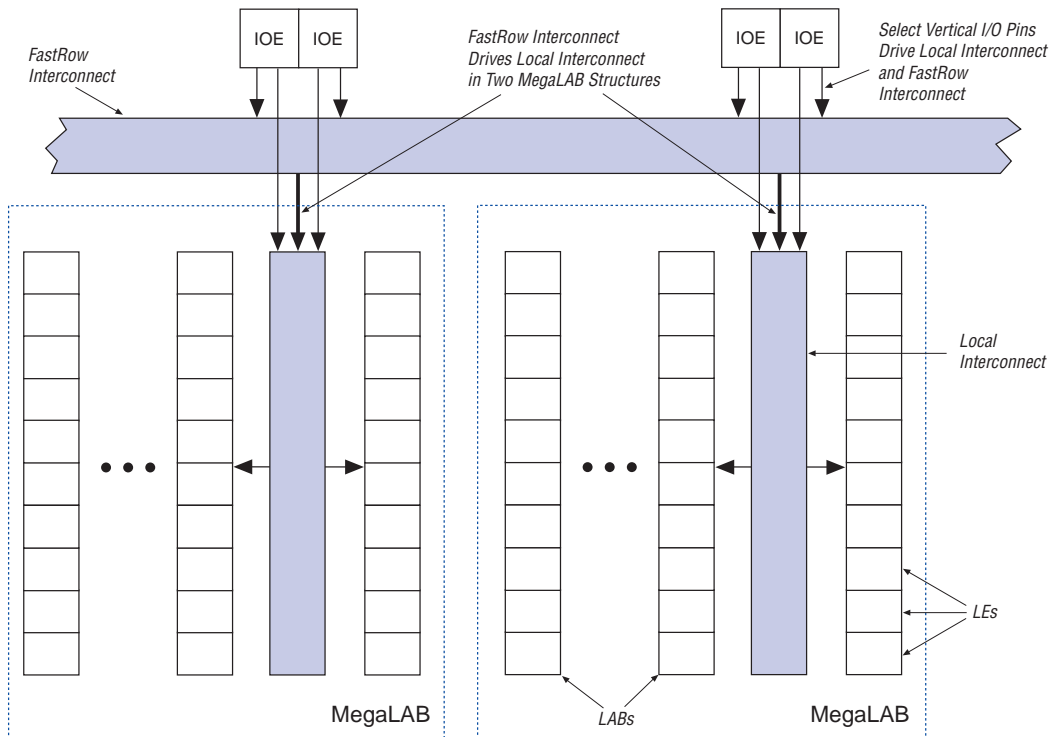 IOE
IOE
IOE
IOE
FastRow
Interconnect
FastRow Interconnect
Drives Local Interconnect
in Two MegaLAB Structures
Select Vertical I/O Pins
Drive Local Interconnect
and FastRow
Interconnect
Local
Interconnect
LEs
LABs
MegaLAB
MegaLAB